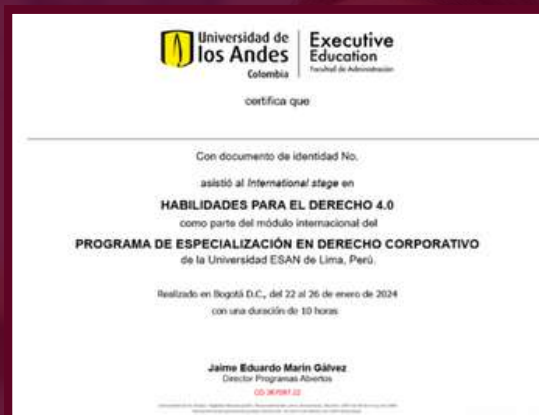 Universidad de
los Andes
Colombia
Executive
Education
Facultad de Administración
certifica que
Con documento de identidad No.
asistió al International stage en
HABILIDADES PARA EL DERECHO 4.0
como parte del módulo internacional del
PROGRAMA DE ESPECIALIZACIÓN EN DERECHO CORPORATIVO
de la Universidad ESAN de Lima, Perú.
Realizado en Bogotá D.C., del 22 al 26 de enero de 2024
con una duración de 10 horas
Jaime Eduardo Marín Gálvez
Director Programas Abiertos